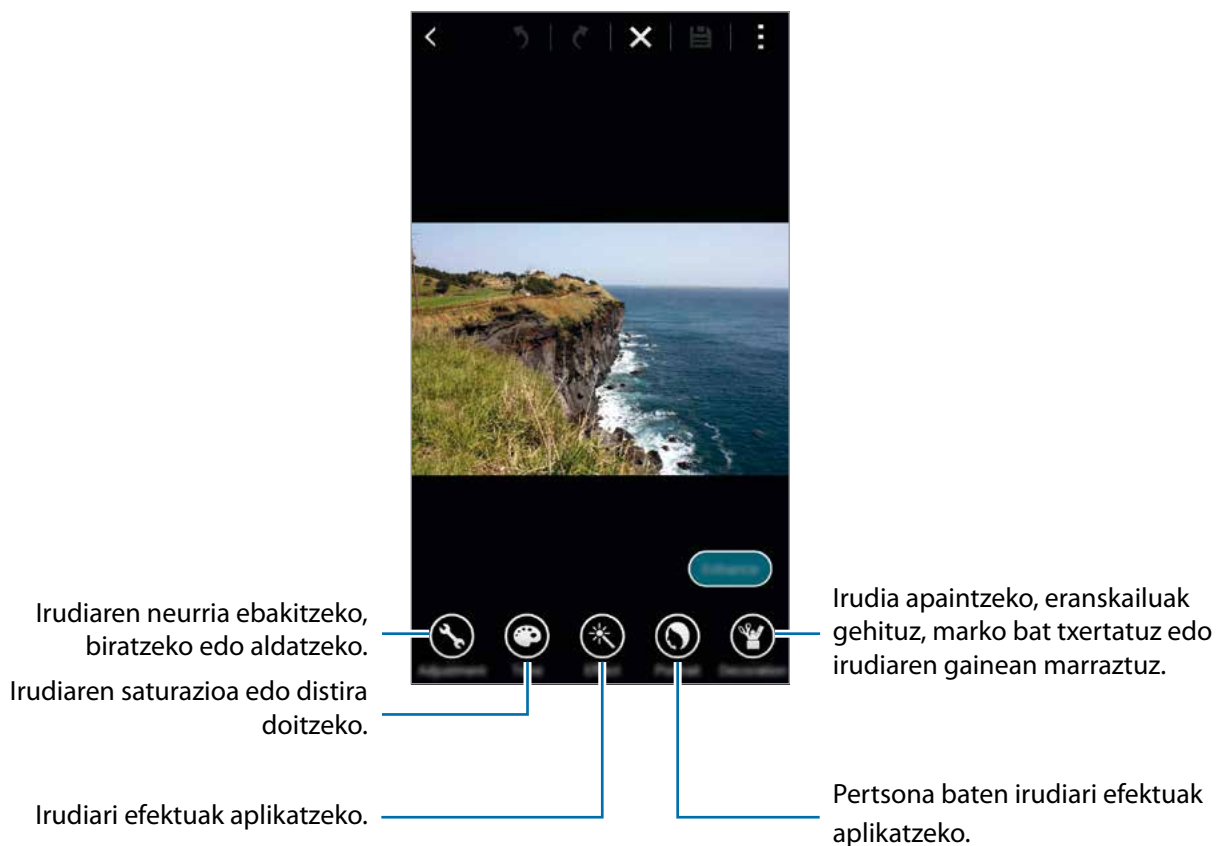 Irudiaren neurria ebakitzeko,
biratzeko edo aldatzeko.
Irudiaren saturazioa edo distira
doitzeko.
Irudiari efektuak aplikatzeko.
Irudia apaintzeko, eranskailuak
gehituz, marko bat txertatuz edo
irudiaren gainean marraztuz.
Pertsona baten irudiari efektuak
aplikatzeko.